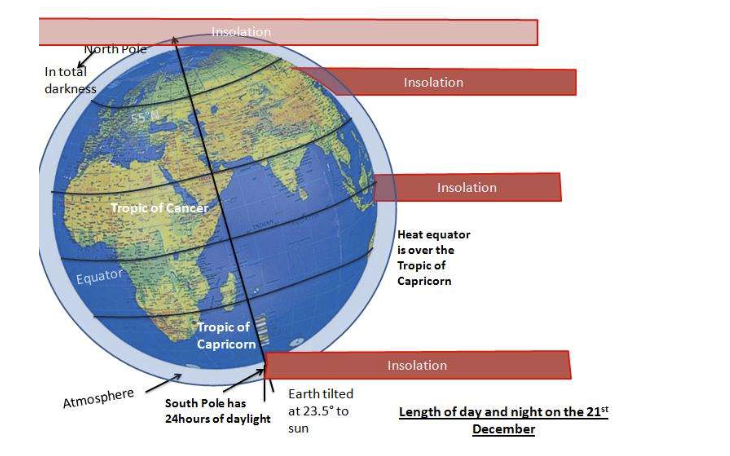 Insolation
North Pole
In total
darkness
Insolation
55°N
Insolation
Tropic of Cancer
Heat equator
is over the
Tropic of
Capricorn
Equator
Tropic of
Capricorn
Insolation
Atmosphere
South Pole has
24hours of daylight
Earth tilted
at 23.5° to
sun
Length of day and night on the 21st
December